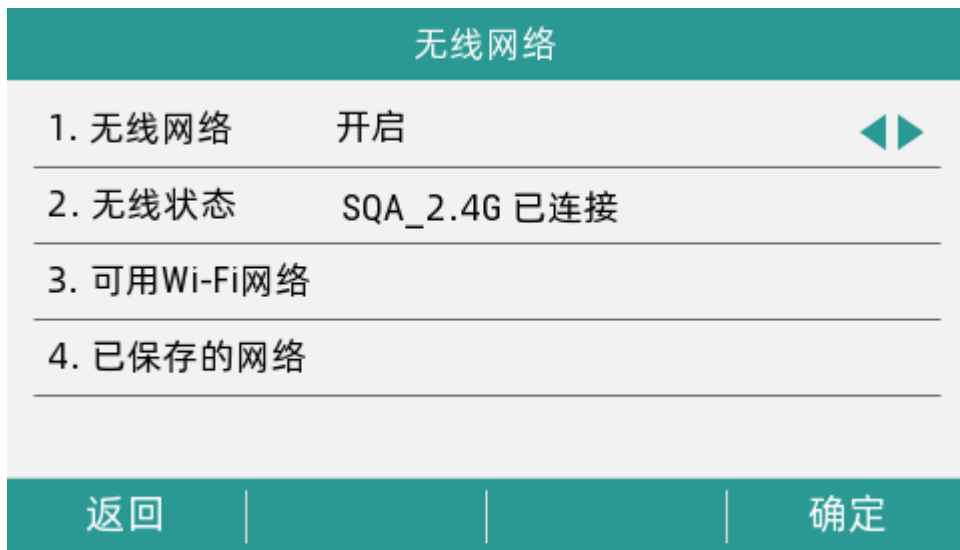 无线网络
1. 无线网络 开启
2. 无线状态 SQA_2.4G 已连接
3. 可用Wi-Fi网络
4. 已保存的网络
返回 确定